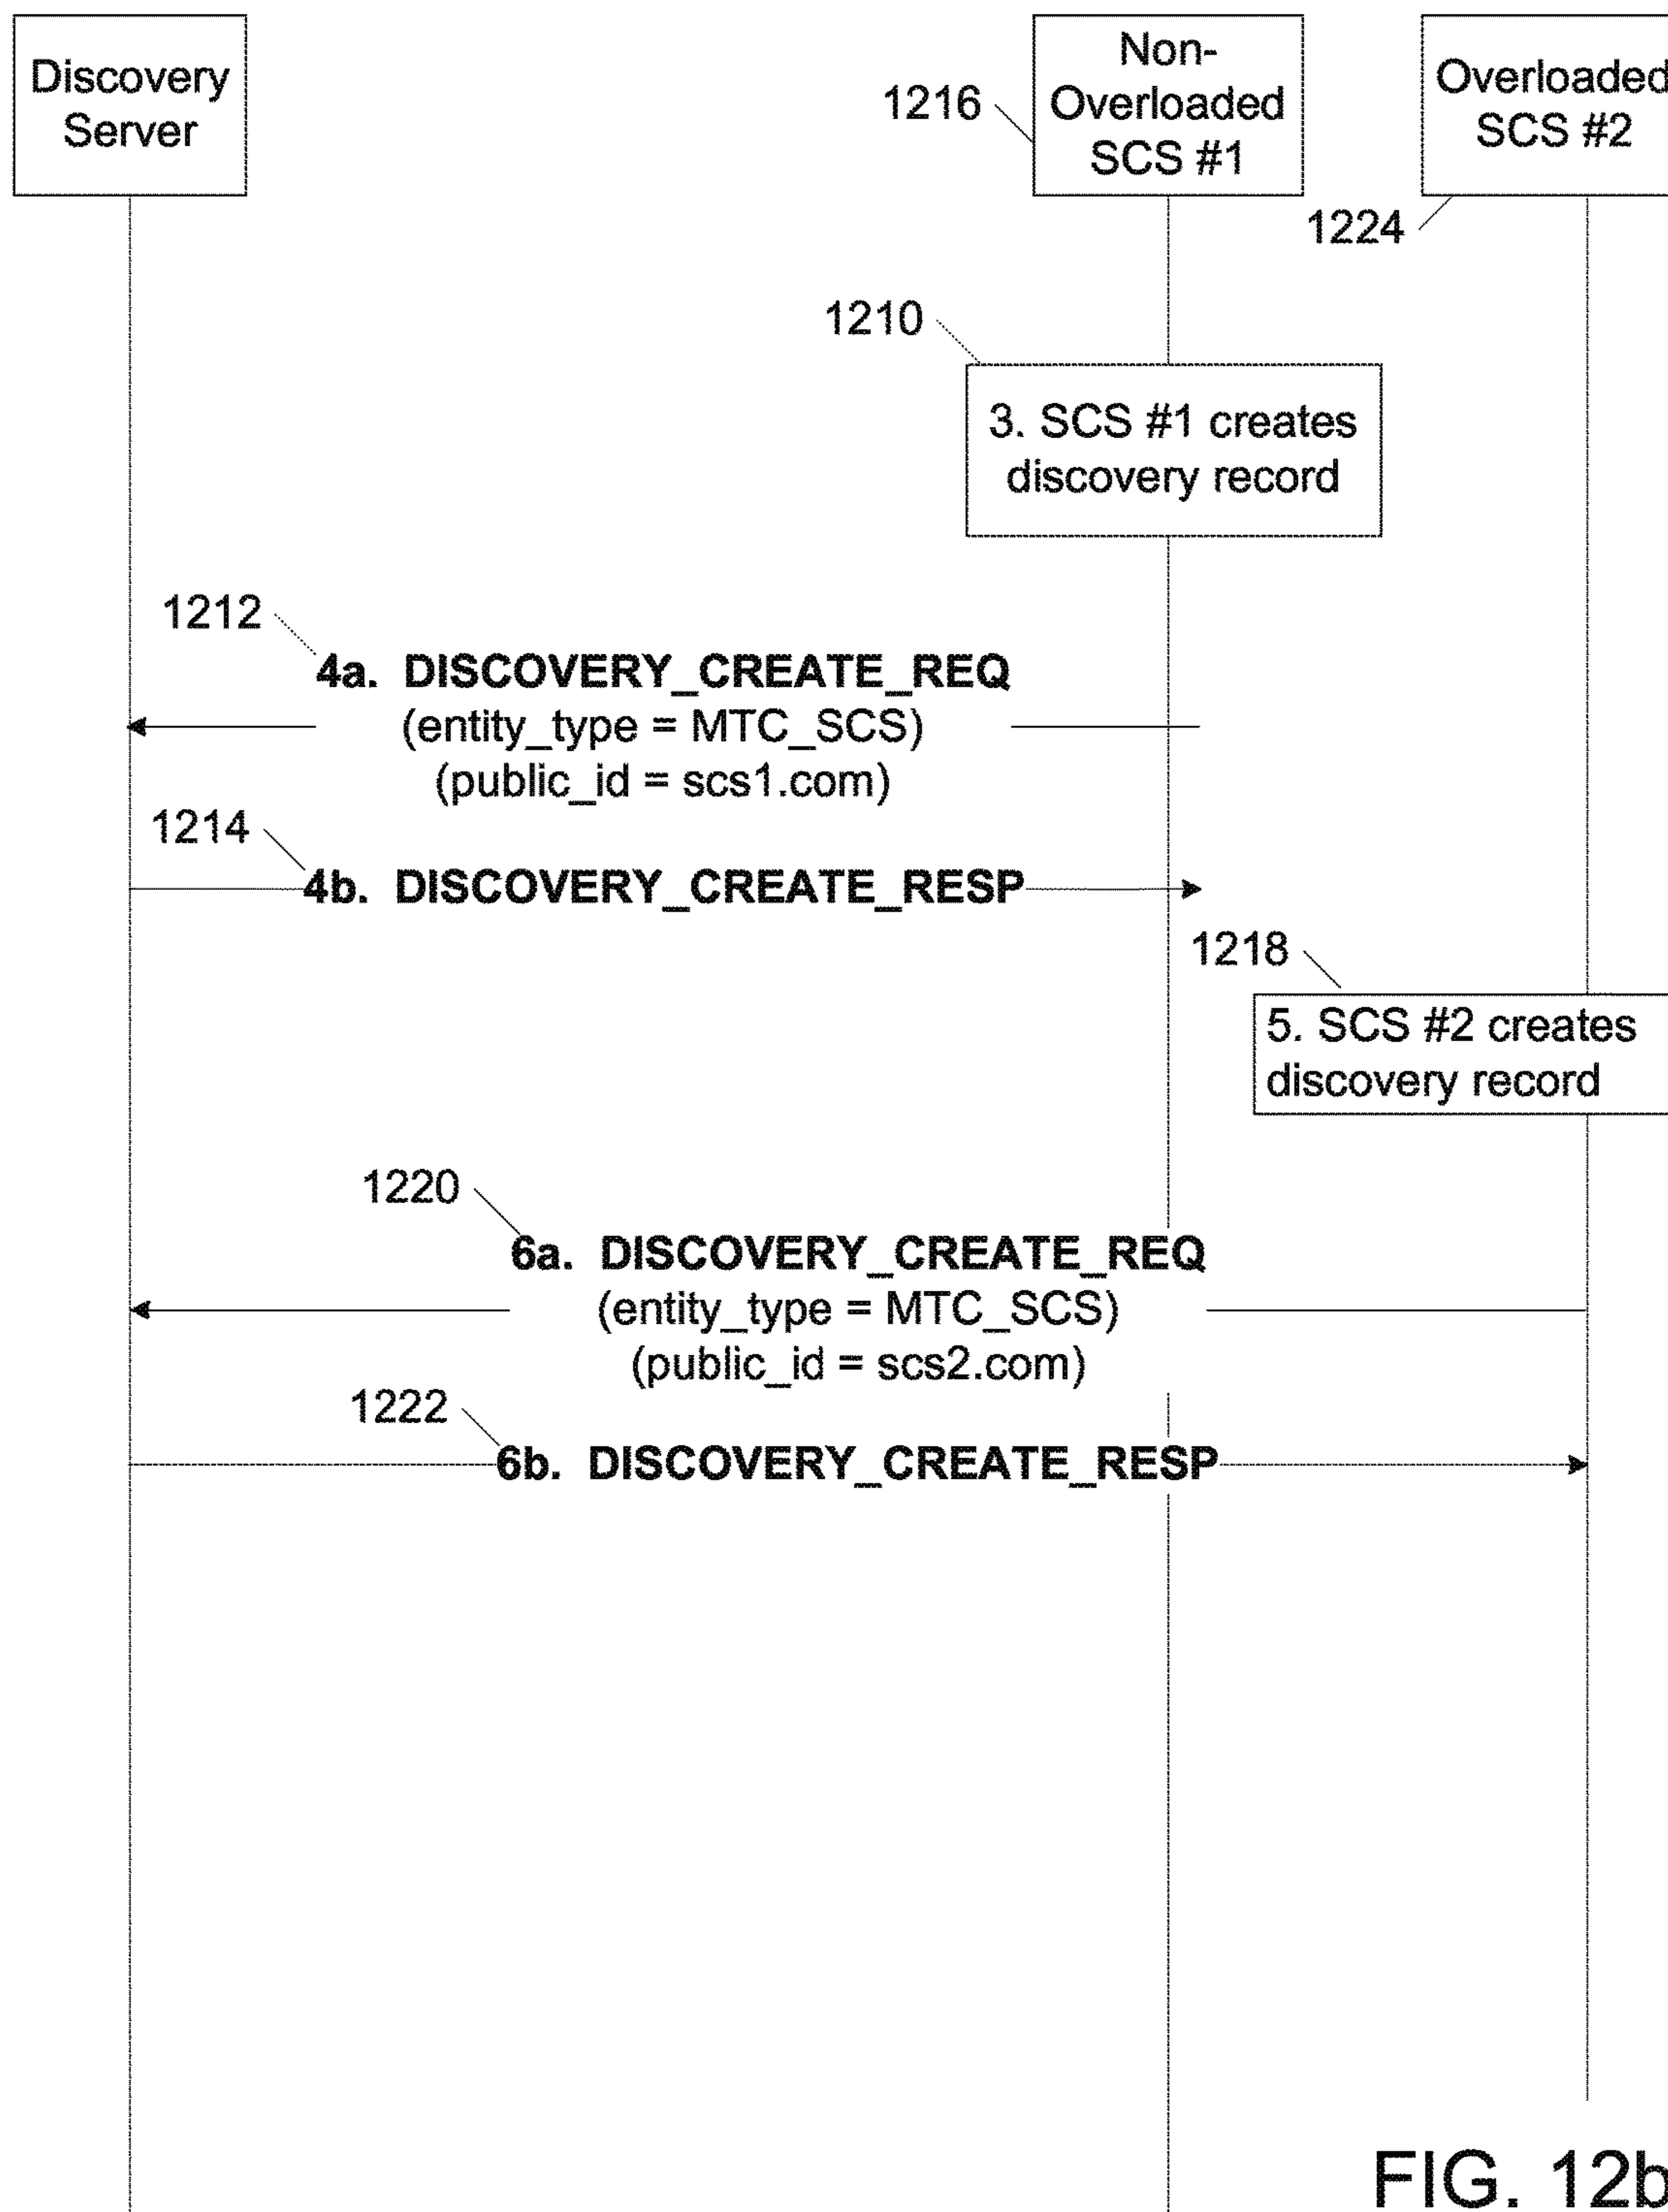 Discovery
Server
1216
Non-
Overloaded
SCS #1
Overloaded
SCS #2
1224
1210
3. SCS #1 creates
discovery record
1212
4a. DISCOVERY_CREATE_REQ
(entity_type = MTC_SCS)
(public_id = scs1.com)
1214
4b. DISCOVERY_CREATE_RESP
1218
5. SCS #2 creates
discovery record
1220
6a. DISCOVERY_CREATE_REQ
(entity_type = MTC_SCS)
(public_id = scs2.com)
1222
6b. DISCOVERY_CREATE_RESP
FIG. 12b